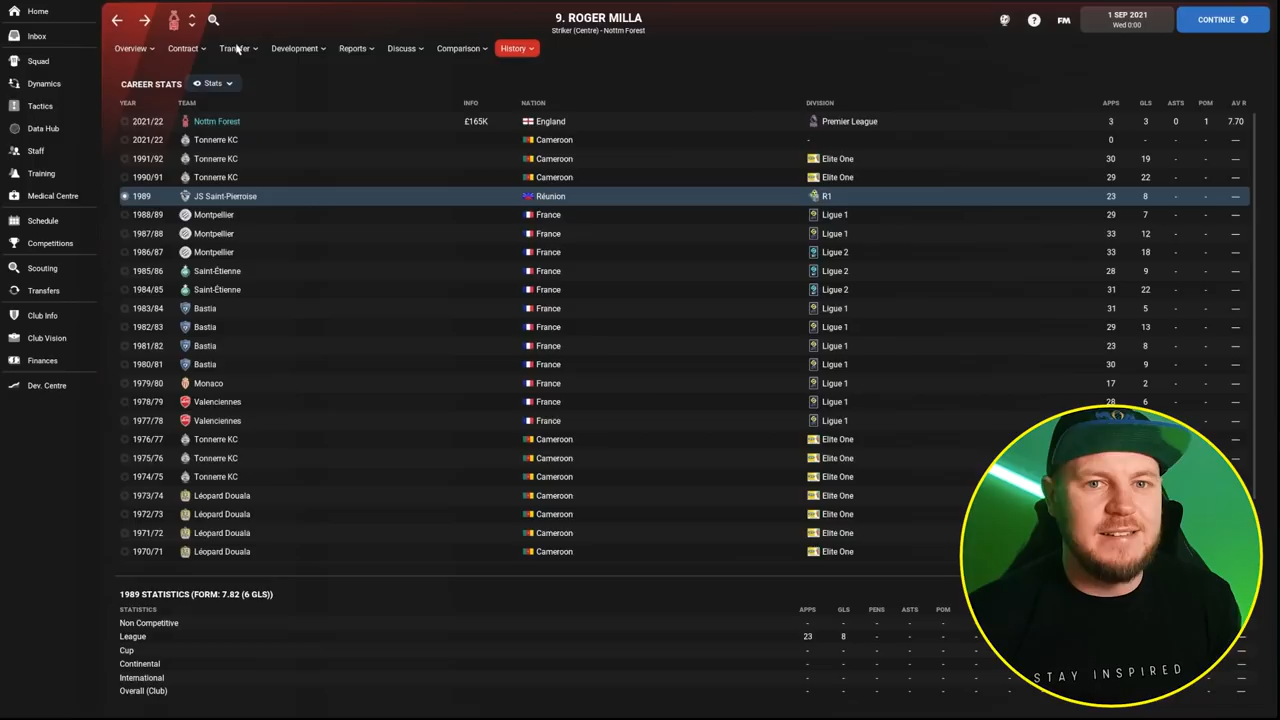 Home
Inbox
Squad
Dynamics
Tactics
Data Hub
Staff
Training
Medical Centre
Schedule
Competitions
Scouting
Transfers
Club Info
Club Vision
Finances
Dev. Centre
9. ROGER MILLA
Striker (Centre) - Nottm Forest
FM
1 SEP 2021
Wed 0:00
CONTINUE
Overview Contract Transfer Development Reports Discuss Comparison History
CAREER STATS Stats
YEAR TEAM INFO NATION DIVISION APPS GLS ASTS POM AV R
2021/22 Nottm Forest £165K England Premier League 3 3 0 1 7.70
2021/22 Tonnerre KC Cameroon - 0 - - - —
1991/92 Tonnerre KC Cameroon Elite One 30 19 - - —
1990/91 Tonnerre KC Cameroon Elite One 29 22 - - —
1989 JS Saint-Pierroise Réunion R1 23 8 - - —
1988/89 Montpellier France Ligue 1 29 7 - - —
1987/88 Montpellier France Ligue 1 33 12 - - —
1986/87 Montpellier France Ligue 2 33 18 - - —
1985/86 Saint-Étienne France Ligue 2 28 9 - - —
1984/85 Saint-Étienne France Ligue 2 31 22 - - —
1983/84 Bastia France Ligue 1 31 5 - - —
1982/83 Bastia France Ligue 1 29 13 - - —
1981/82 Bastia France Ligue 1 23 8 - - —
1980/81 Bastia France Ligue 1 30 9 - - —
1979/80 Monaco France Ligue 1 17 2 - - —
1978/79 Valenciennes France Ligue 1 28 6 - - —
1977/78 Valenciennes France Ligue 1 —
1976/77 Tonnerre KC Cameroon Elite One —
1975/76 Tonnerre KC Cameroon Elite One —
1974/75 Tonnerre KC Cameroon Elite One
1973/74 Léopard Douala Cameroon Elite One
1972/73 Léopard Douala Cameroon Elite One
1971/72 Léopard Douala Cameroon Elite One
1970/71 Léopard Douala Cameroon Elite One
1989 STATISTICS (FORM: 7.82 (6 GLS))
STATISTICS APPS GLS PENS ASTS POM
Non Competitive - - - - -
League 23 8 - - -
Cup - - - - -
Continental - - - - -
International - - - - -
Overall (Club) - - - - -
STAY INSPIRED